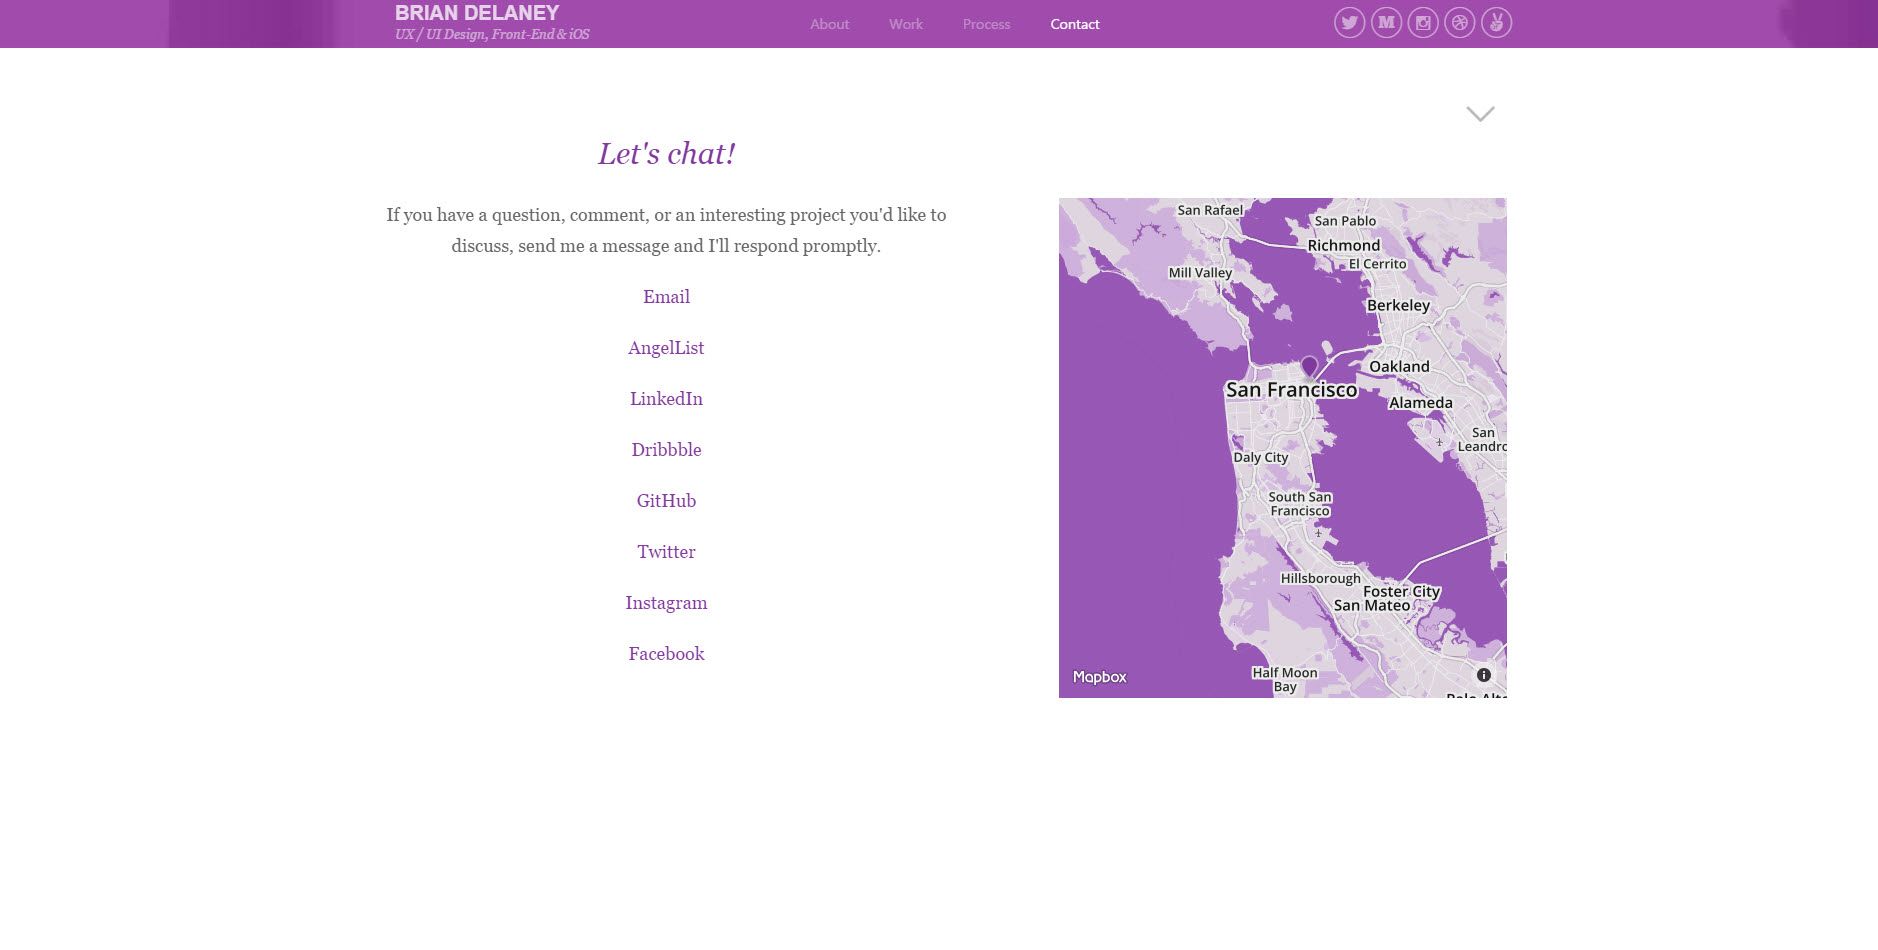 BRIAN DELANEY
UX / UI Design, Front-End & iOS
About
Work
Process
Contact
Let's chat!
If you have a question, comment, or an interesting project you'd like to
discuss, send me a message and I'll respond promptly.
Email
AngelList
LinkedIn
Dribbble
GitHub
Twitter
Instagram
Facebook
San Rafael
San Pablo
Richmond
El Cerrito
Mill Valley
Berkeley
Oakland
San Francisco
Alameda
San
Leandro
Daly City
South San
Francisco
Hillsborough
Foster City
San Mateo
Half Moon
Bay
Mapbox